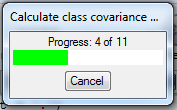 Calculate class covariance ...
Progress: 4 of 11
Cancel